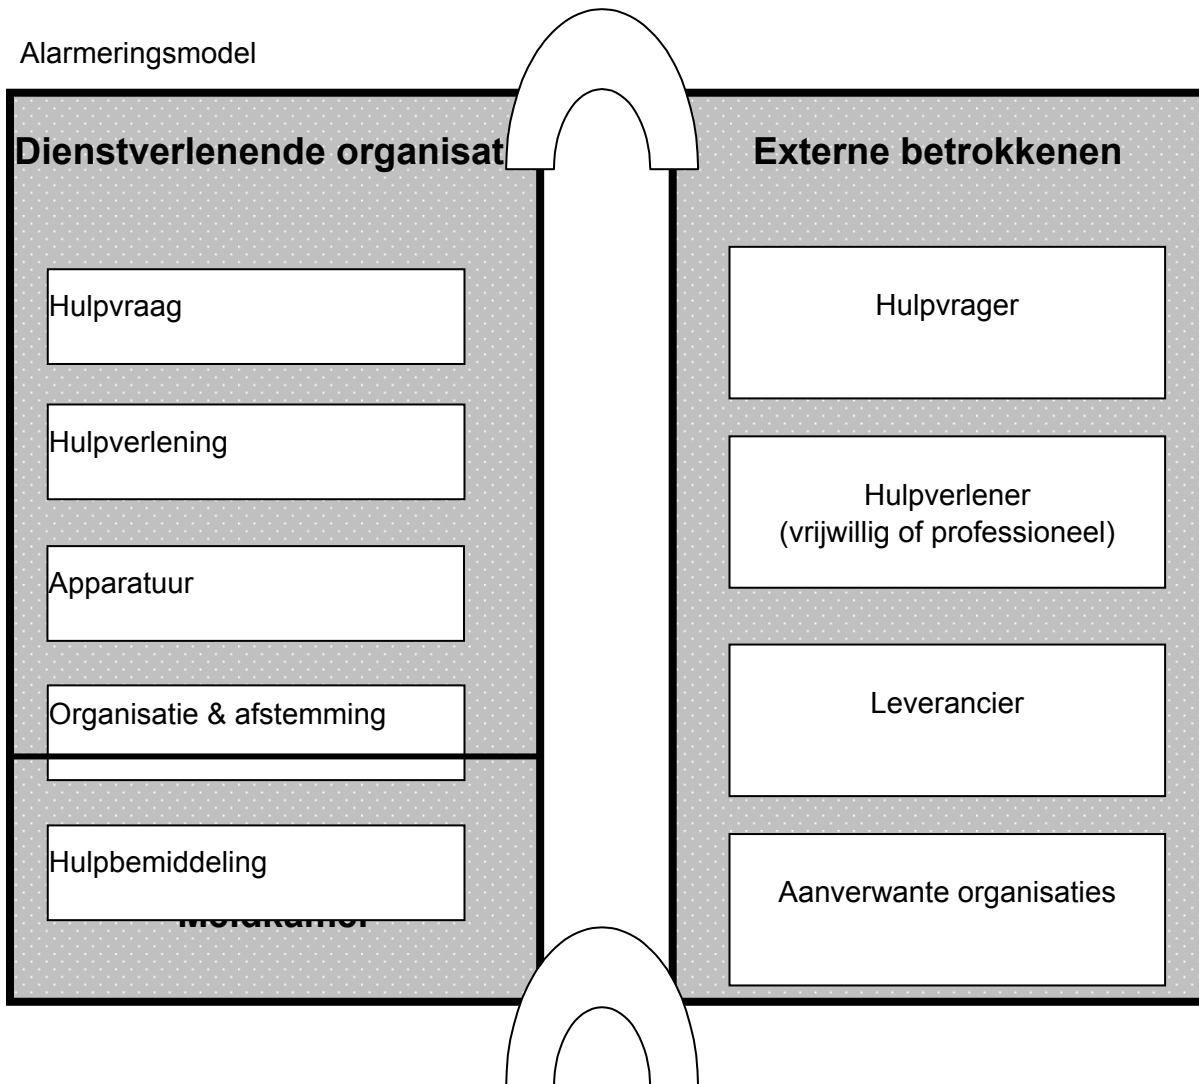 Alarmeringsmodel
Dienstverlenende organisat
Hulpvraag
Hulpverlening
Apparatuur
Organisatie & afstemming
Hulpbemiddeling
Externe betrokkenen
Hulpvrager
Hulpverlener
(vrijwillig of professioneel)
Leverancier
Aanverwante organisaties